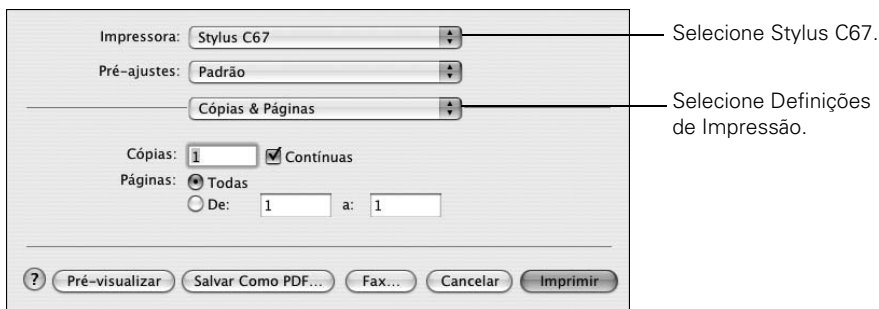 Impressora: Stylus C67 Selecione Stylus C67.
Pré-ajustes: Padrão
Cópias & Páginas Selecione Definições
de Impressão.
Cópias: 1 Contínuas
Páginas: Todas
De: 1 a: 1
? Pré-visualizar Salvar Como PDF... Fax... Cancelar Imprimir